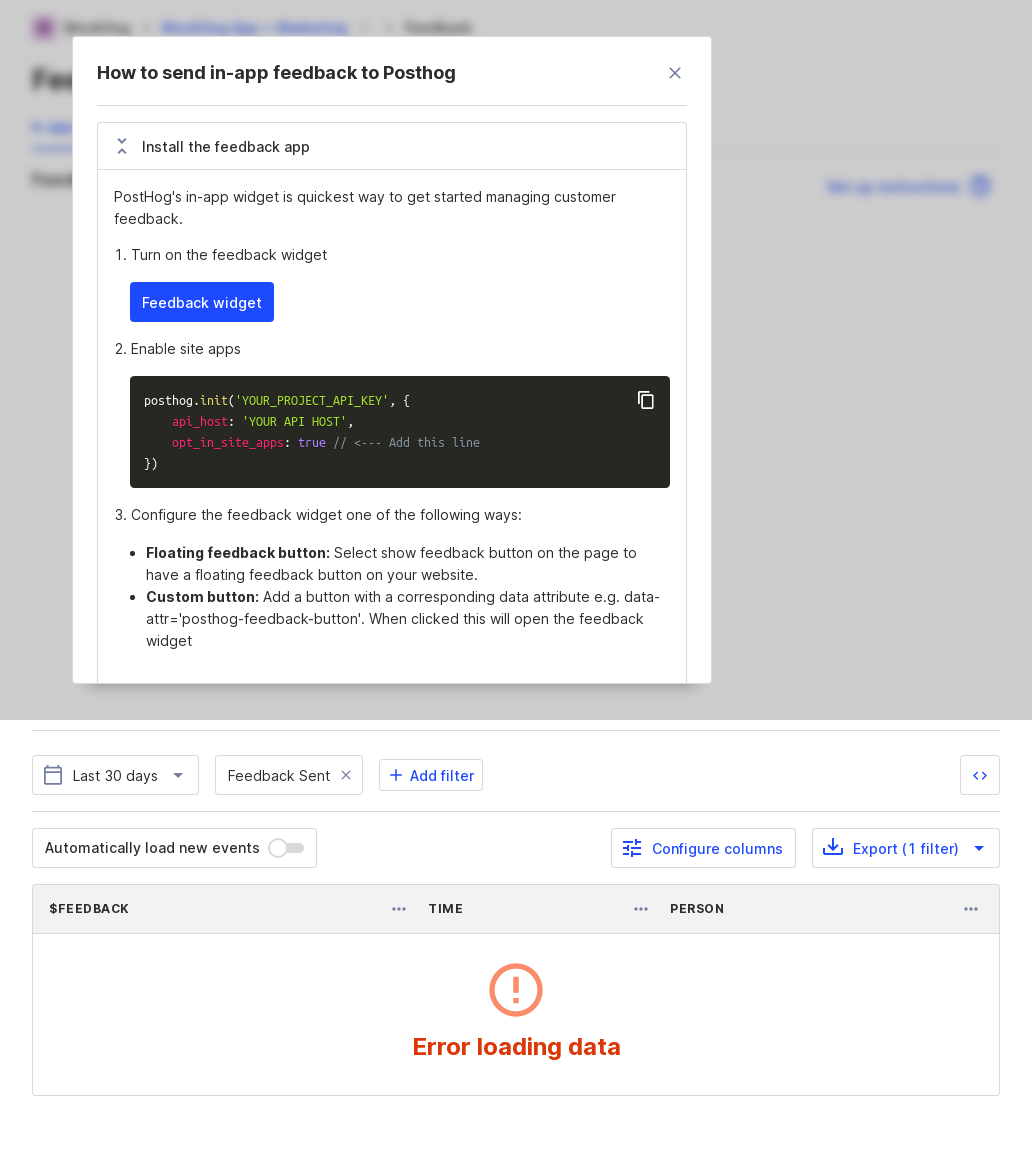 How to send in-app feedback to Posthog
Install the feedback app
PostHog's in-app widget is quickest way to get started managing customer
feedback.
1. Turn on the feedback widget
Feedback widget
2. Enable site apps
posthog.init('YOUR_PROJECT_API_KEY', {
    api_host: 'YOUR API HOST',
    opt_in_site_apps: true // <--- Add this line
})
3. Configure the feedback widget one of the following ways:
• Floating feedback button: Select show feedback button on the page to
have a floating feedback button on your website.
• Custom button: Add a button with a corresponding data attribute e.g. data-
attr='posthog-feedback-button'. When clicked this will open the feedback
widget
Set up instructions
Last 30 days Feedback Sent Add filter
Automatically load new events Configure columns Export (1 filter)
$FEEDBACK TIME PERSON
Error loading data